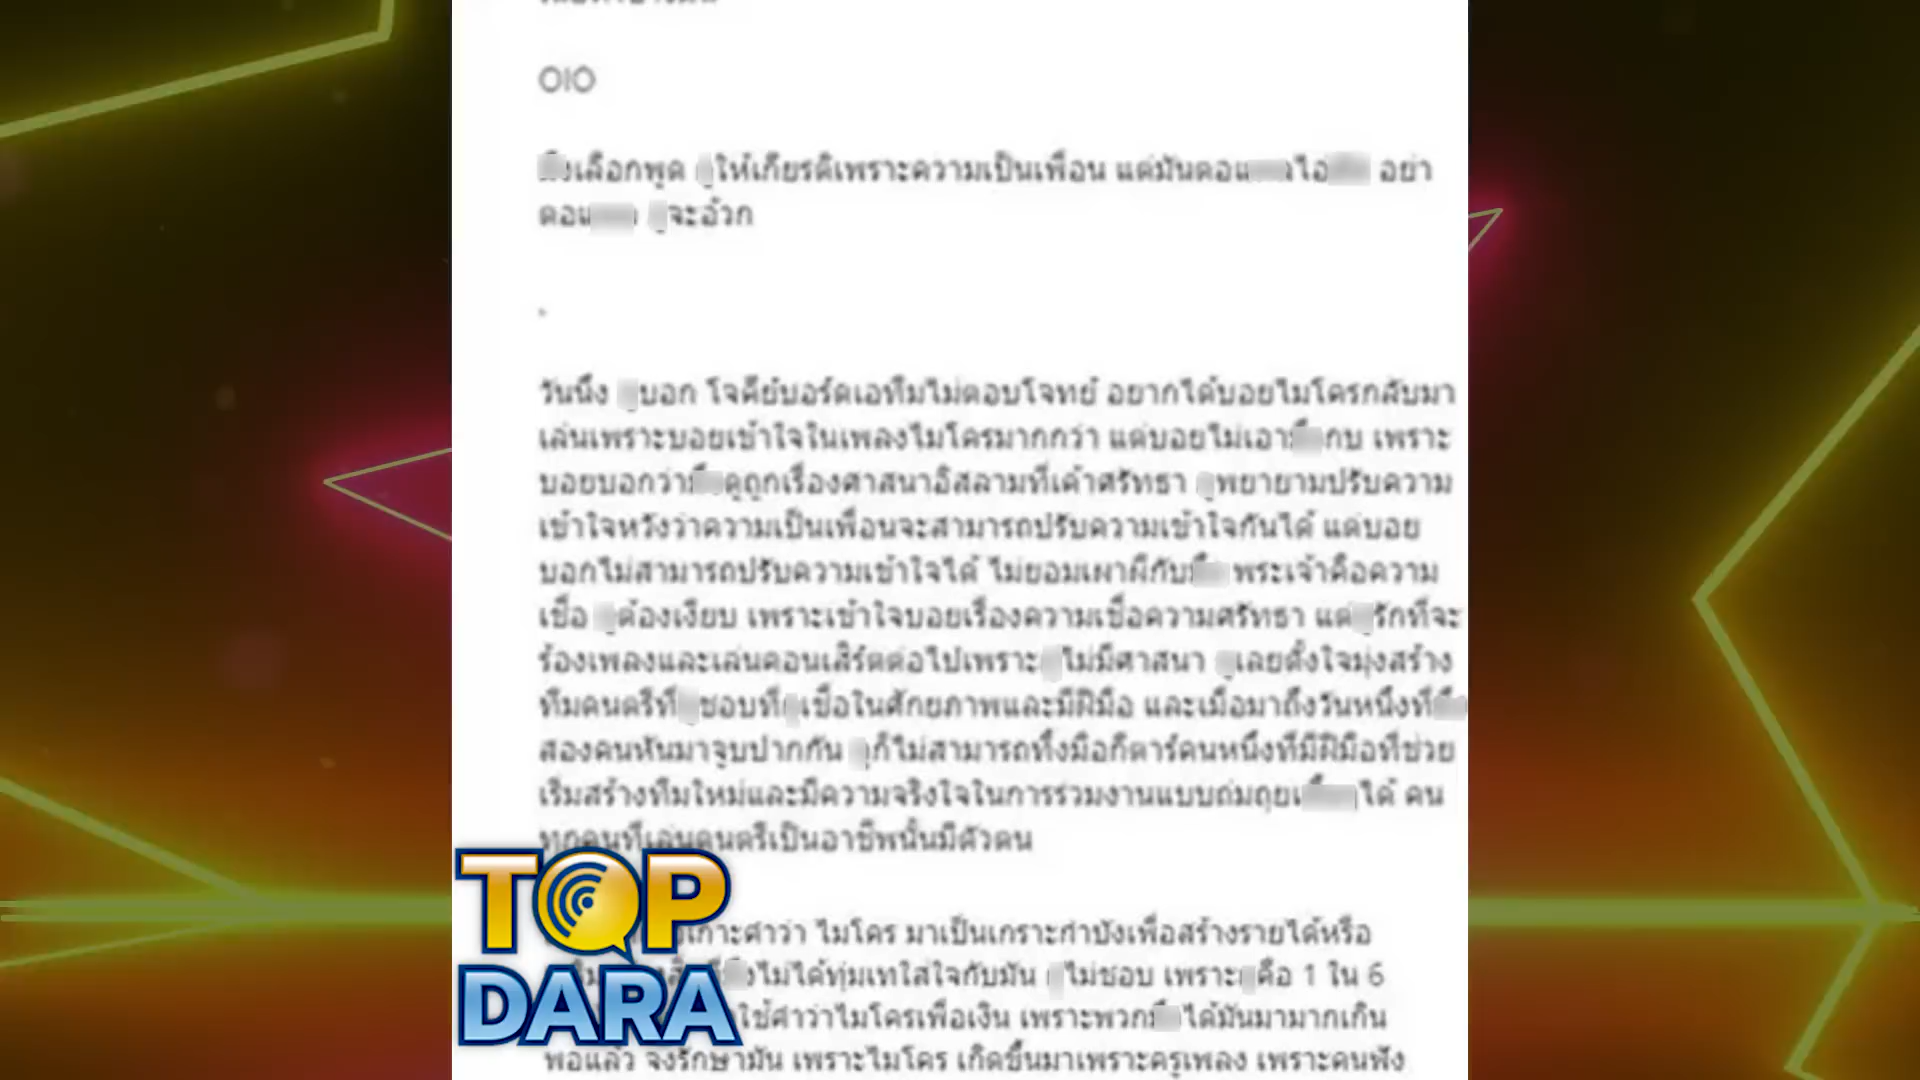 OIO
เลือกพูด ให้เกียรติเพราะความเป็นเพื่อน แต่มัน อย่า
จะอ้วก
วันนึง บอก โจคีย์บอร์ดเอทีมไม่ตอบโจทย์ อยากได้บอยไมโครกลับมา
เล่นเพราะบอยเข้าใจในเพลงไมโครมากกว่า แต่บอยไม่เอา กบ เพราะ
บอยบอกว่า ดูถูกเรื่องศาสนาอิสลามที่เค้าศรัทธา พยายามปรับความ
เข้าใจหวังว่าความเป็นเพื่อนจะสามารถปรับความเข้าใจกันได้ แต่บอย
บอกไม่สามารถปรับความเข้าใจได้ ไม่ยอมเผาผีกับ พระเจ้าคือความ
เชื่อ ต้องเงียบ เพราะเข้าใจบอยเรื่องความเชื่อความศรัทธา แต่ รักที่จะ
ร้องเพลงและเล่นคอนเสิร์ตต่อไปเพราะ ไม่มีศาสนา เลยตั้งใจมุ่งสร้าง
ทีมดนตรีที่ ชอบที่ เชื่อในศักยภาพและมีฝีมือ และเมื่อมาถึงวันหนึ่งที่
สองคนหันมาจูบปากกัน ก็ไม่สามารถทิ้งมือกีตาร์คนหนึ่งที่มีฝีมือที่ช่วย
เริ่มสร้างทีมใหม่และมีความจริงใจในการร่วมงานแบบถ่มถุย ได้ คน
ทุกคนที่เล่นดนตรีเป็นอาชีพนั้นมีตัวตน
เกาะคำว่า ไมโคร มาเป็นเกราะกำบังเพื่อสร้างรายได้หรือ
ไม่ได้ทุ่มเทใส่ใจกับมัน ไม่ชอบ เพราะ คือ 1 ใน 6
ใช้คำว่าไมโครเพื่อเงิน เพราะพวก ได้มันมามากเกิน
พอแล้ว จงรักษามัน เพราะไมโคร เกิดขึ้นมาเพราะครูเพลง เพราะคนฟัง
TOP
DARA